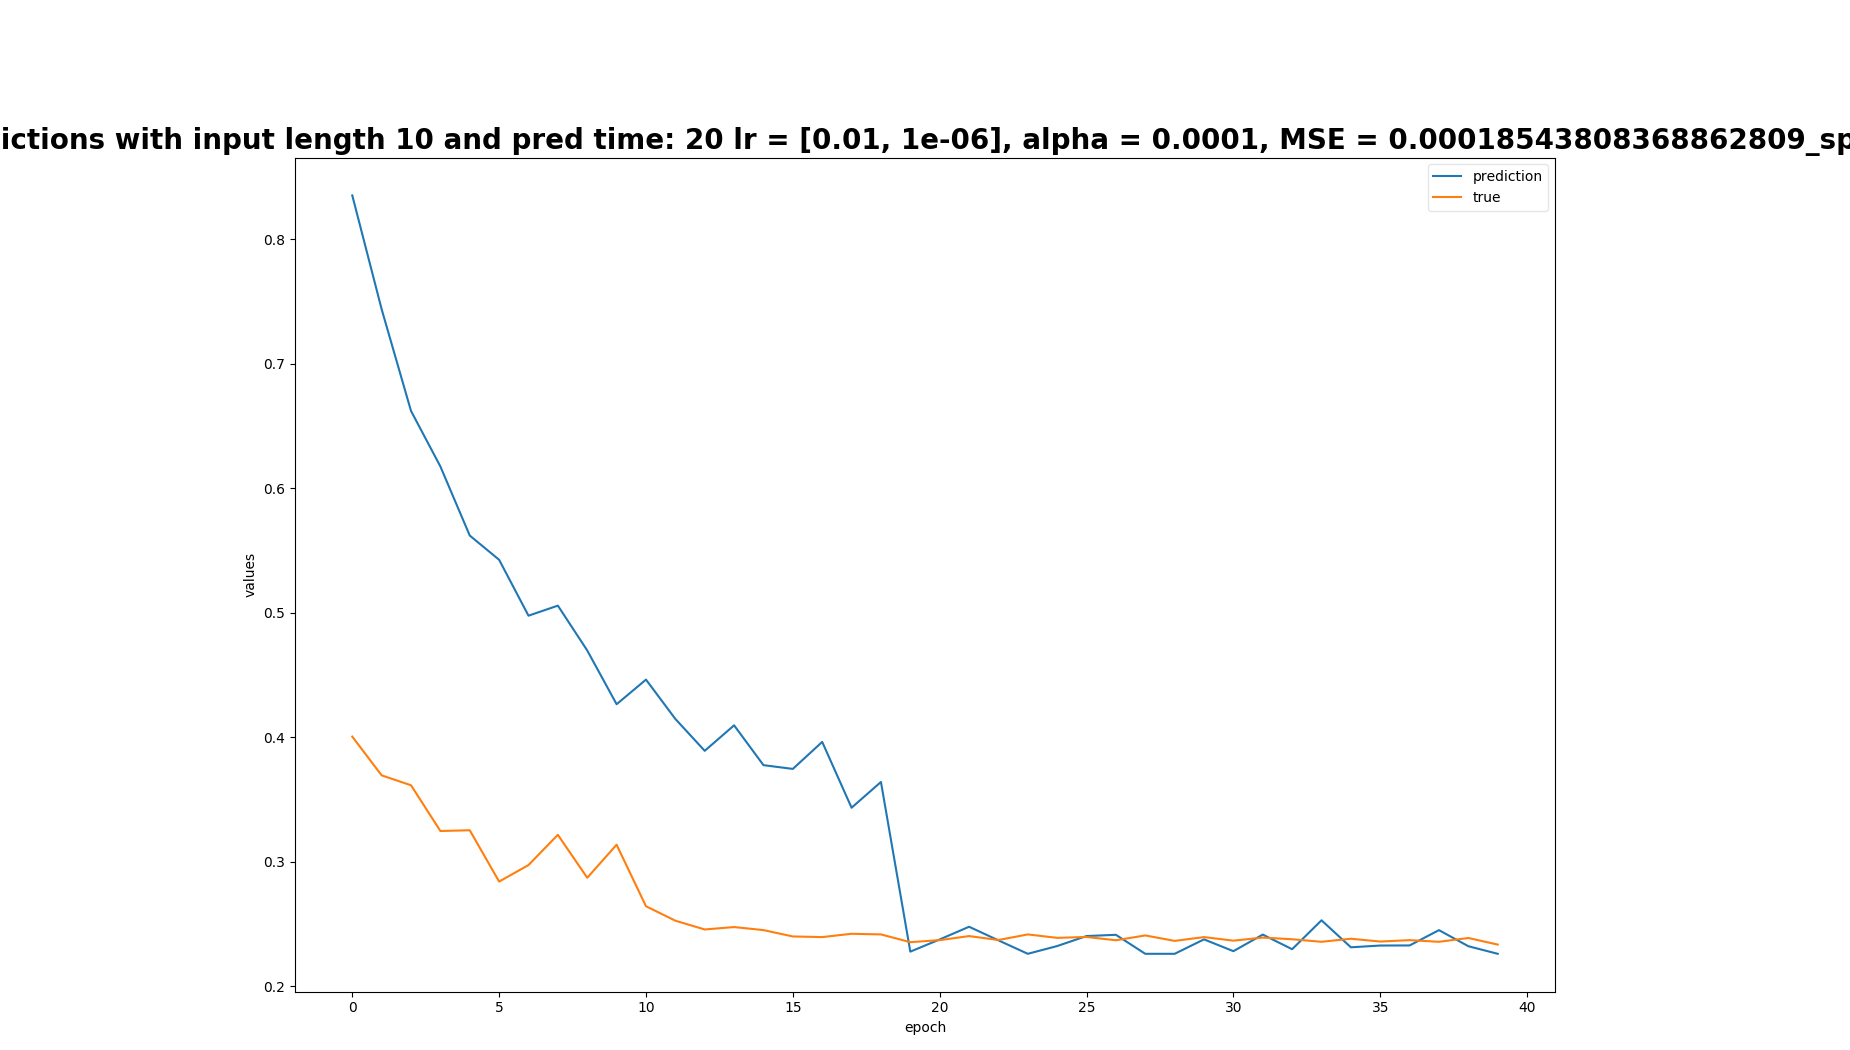 ictions with input length 10 and pred time: 20 lr = [0.01, 1e-06], alpha = 0.0001, MSE = 0.00018543808368862809_sp
prediction
true
0.8
0.7
0.6
0.5
0.4
0.3
0.2
values
0 5 10 15 20 25 30 35 40
epoch